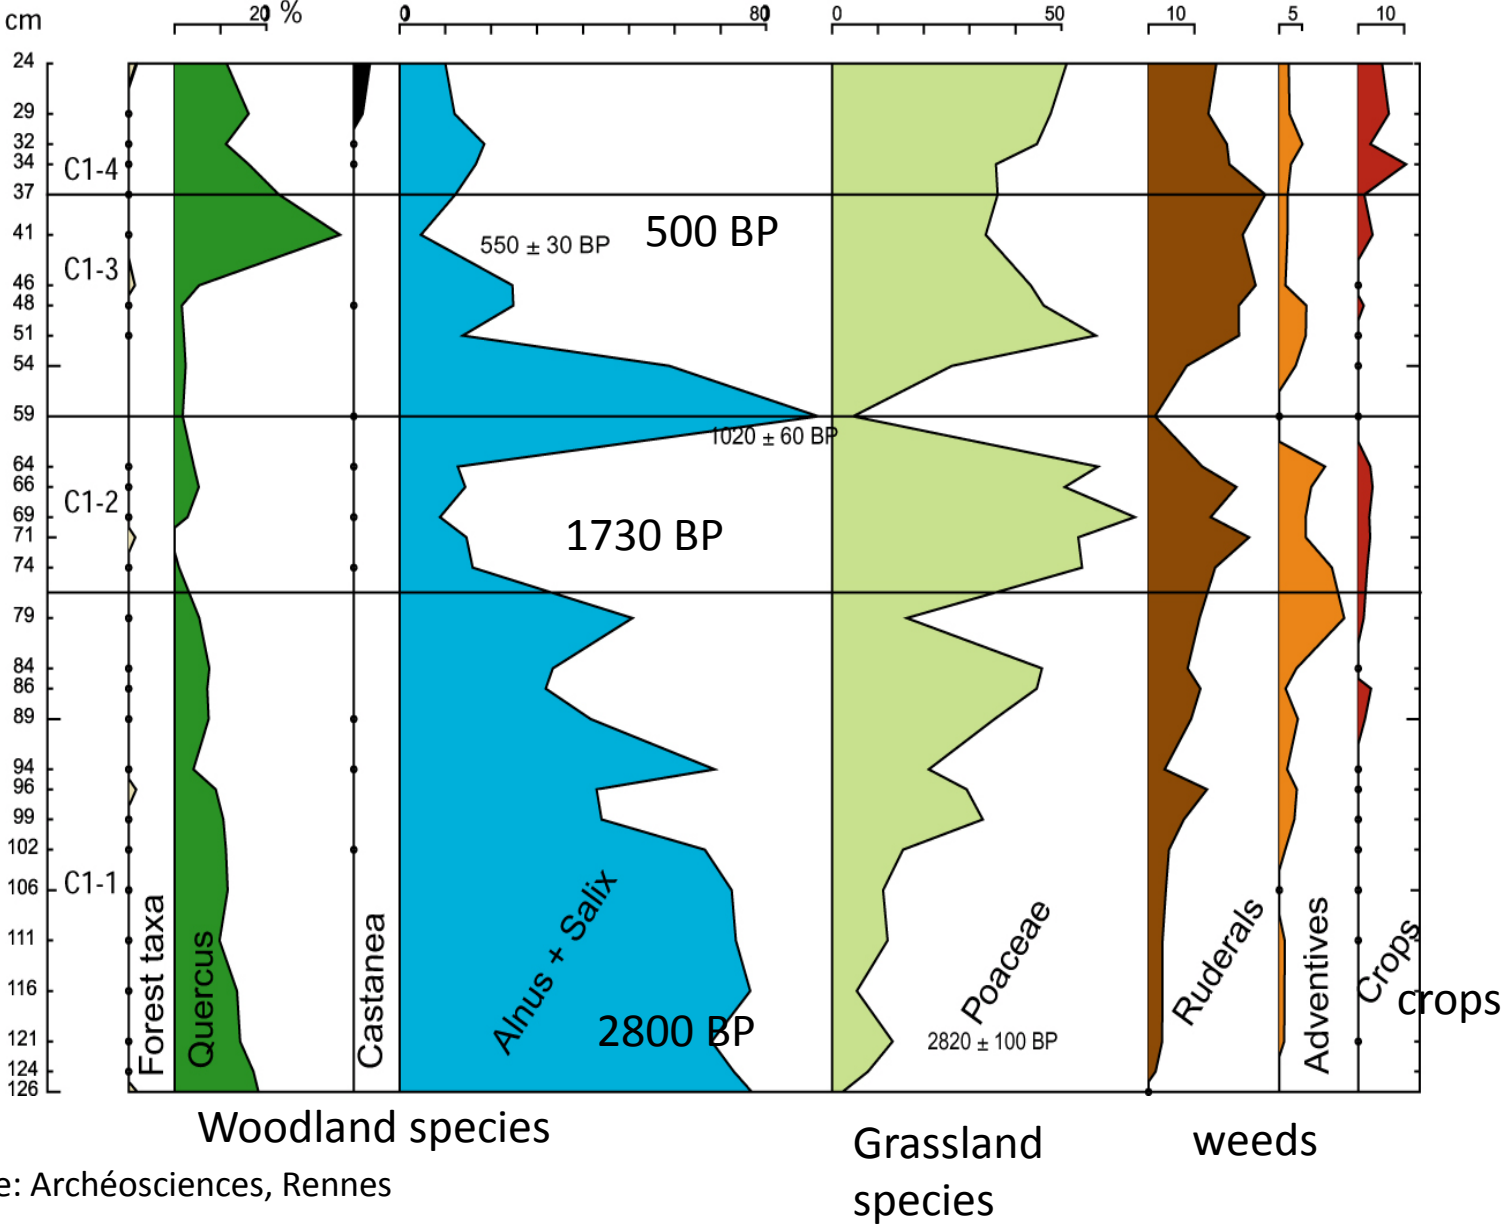 cm
20 %
0 80
0 50
10
5
10
24
29
32
34
C1-4
37
41
550 ± 30 BP
500 BP
C1-3
46
48
51
54
59
1020 ± 60 BP
64
66
C1-2
69
71
1730 BP
74
79
84
86
89
94
96
99
102
C1-1
106
111
116
121
124
126
Forest taxa
Quercus
Castanea
Alnus + Salix
2800 BP
Poaceae
2820 ± 100 BP
Ruderals
Adventives
Crops
crops
Woodland species
Grassland
species
weeds
e: Archéosciences, Rennes